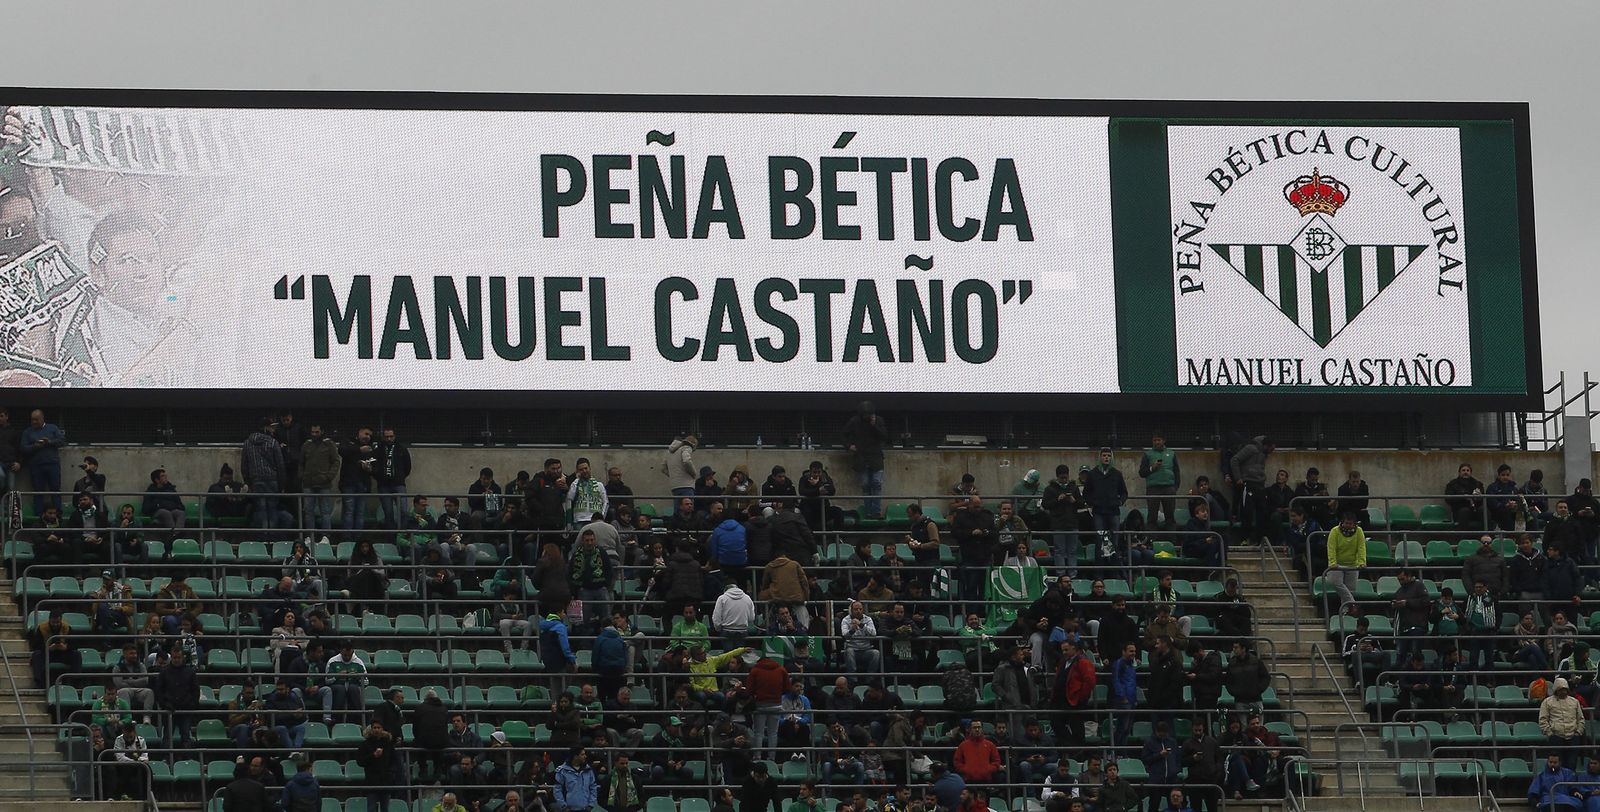 PEÑA BÉTICA
“MANUEL CASTAÑO”
PEÑA BÉTICA CULTURAL
MANUEL CASTAÑO